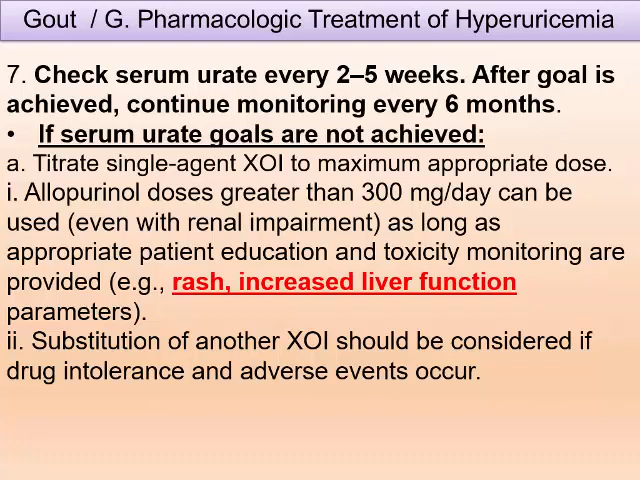 Gout / G. Pharmacologic Treatment of Hyperuricemia
7. Check serum urate every 2–5 weeks. After goal is
achieved, continue monitoring every 6 months.
• If serum urate goals are not achieved:
a. Titrate single-agent XOI to maximum appropriate dose.
i. Allopurinol doses greater than 300 mg/day can be
used (even with renal impairment) as long as
appropriate patient education and toxicity monitoring are
provided (e.g., rash, increased liver function
parameters).
ii. Substitution of another XOI should be considered if
drug intolerance and adverse events occur.